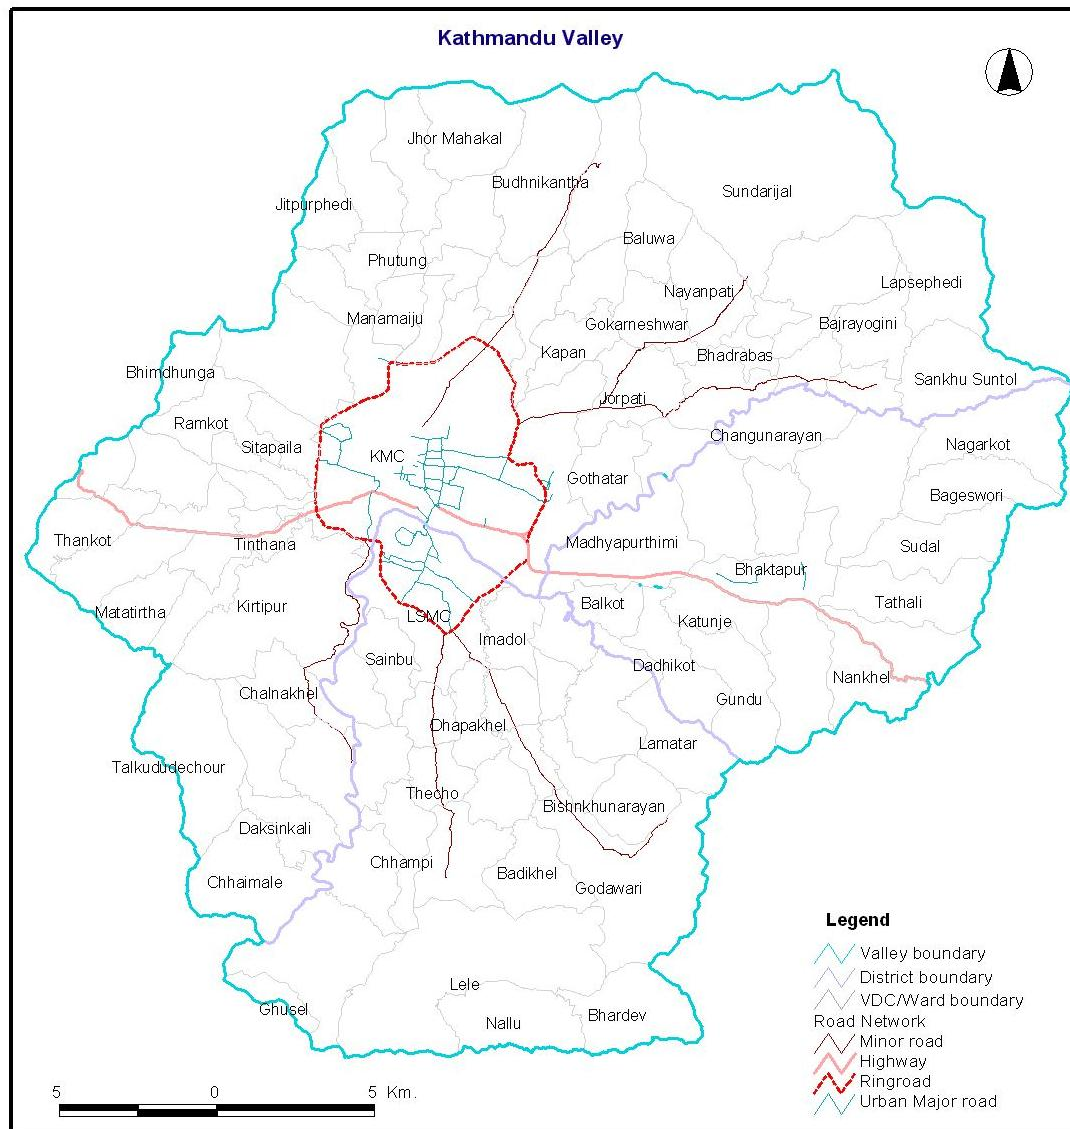 Kathmandu Valley
Jhor Mahakal
Budhnikantha
Sundarijal
Jitpurphedi
Baluwa
Phutung
Lapsephedi
Nayanpati
Manamaiju
Gokarneshwar
Bajrayogini
Kapan
Bhadrabas
Bhimdhunga
Sankhu Suntol
Jorpati
Ramkot
Changunarayan
Sitapaila
Nagarkot
KMC
Gothatar
Bageswori
Thankot
Tinthana
Madhyapurthimi
Sudal
Bhaktapur
Matatirtha
Kirtipur
Balkot
Tathali
LSMC
Katunje
Imadol
Sainbu
Dadhikot
Nankhel
Chalnakhel
Gundu
Dhapakhel
Lamatar
Talkududechour
Thecho
Bishnkhunarayan
Daksinkali
Chhampi
Badikhel
Chhaimale
Godawari
Lele
Ghusel
Nallu
Bhardev
Legend
Valley boundary
District boundary
VDC/Ward boundary
Road Network
Minor road
Highway
Ringroad
Urban Major road
5 0 5 Km.